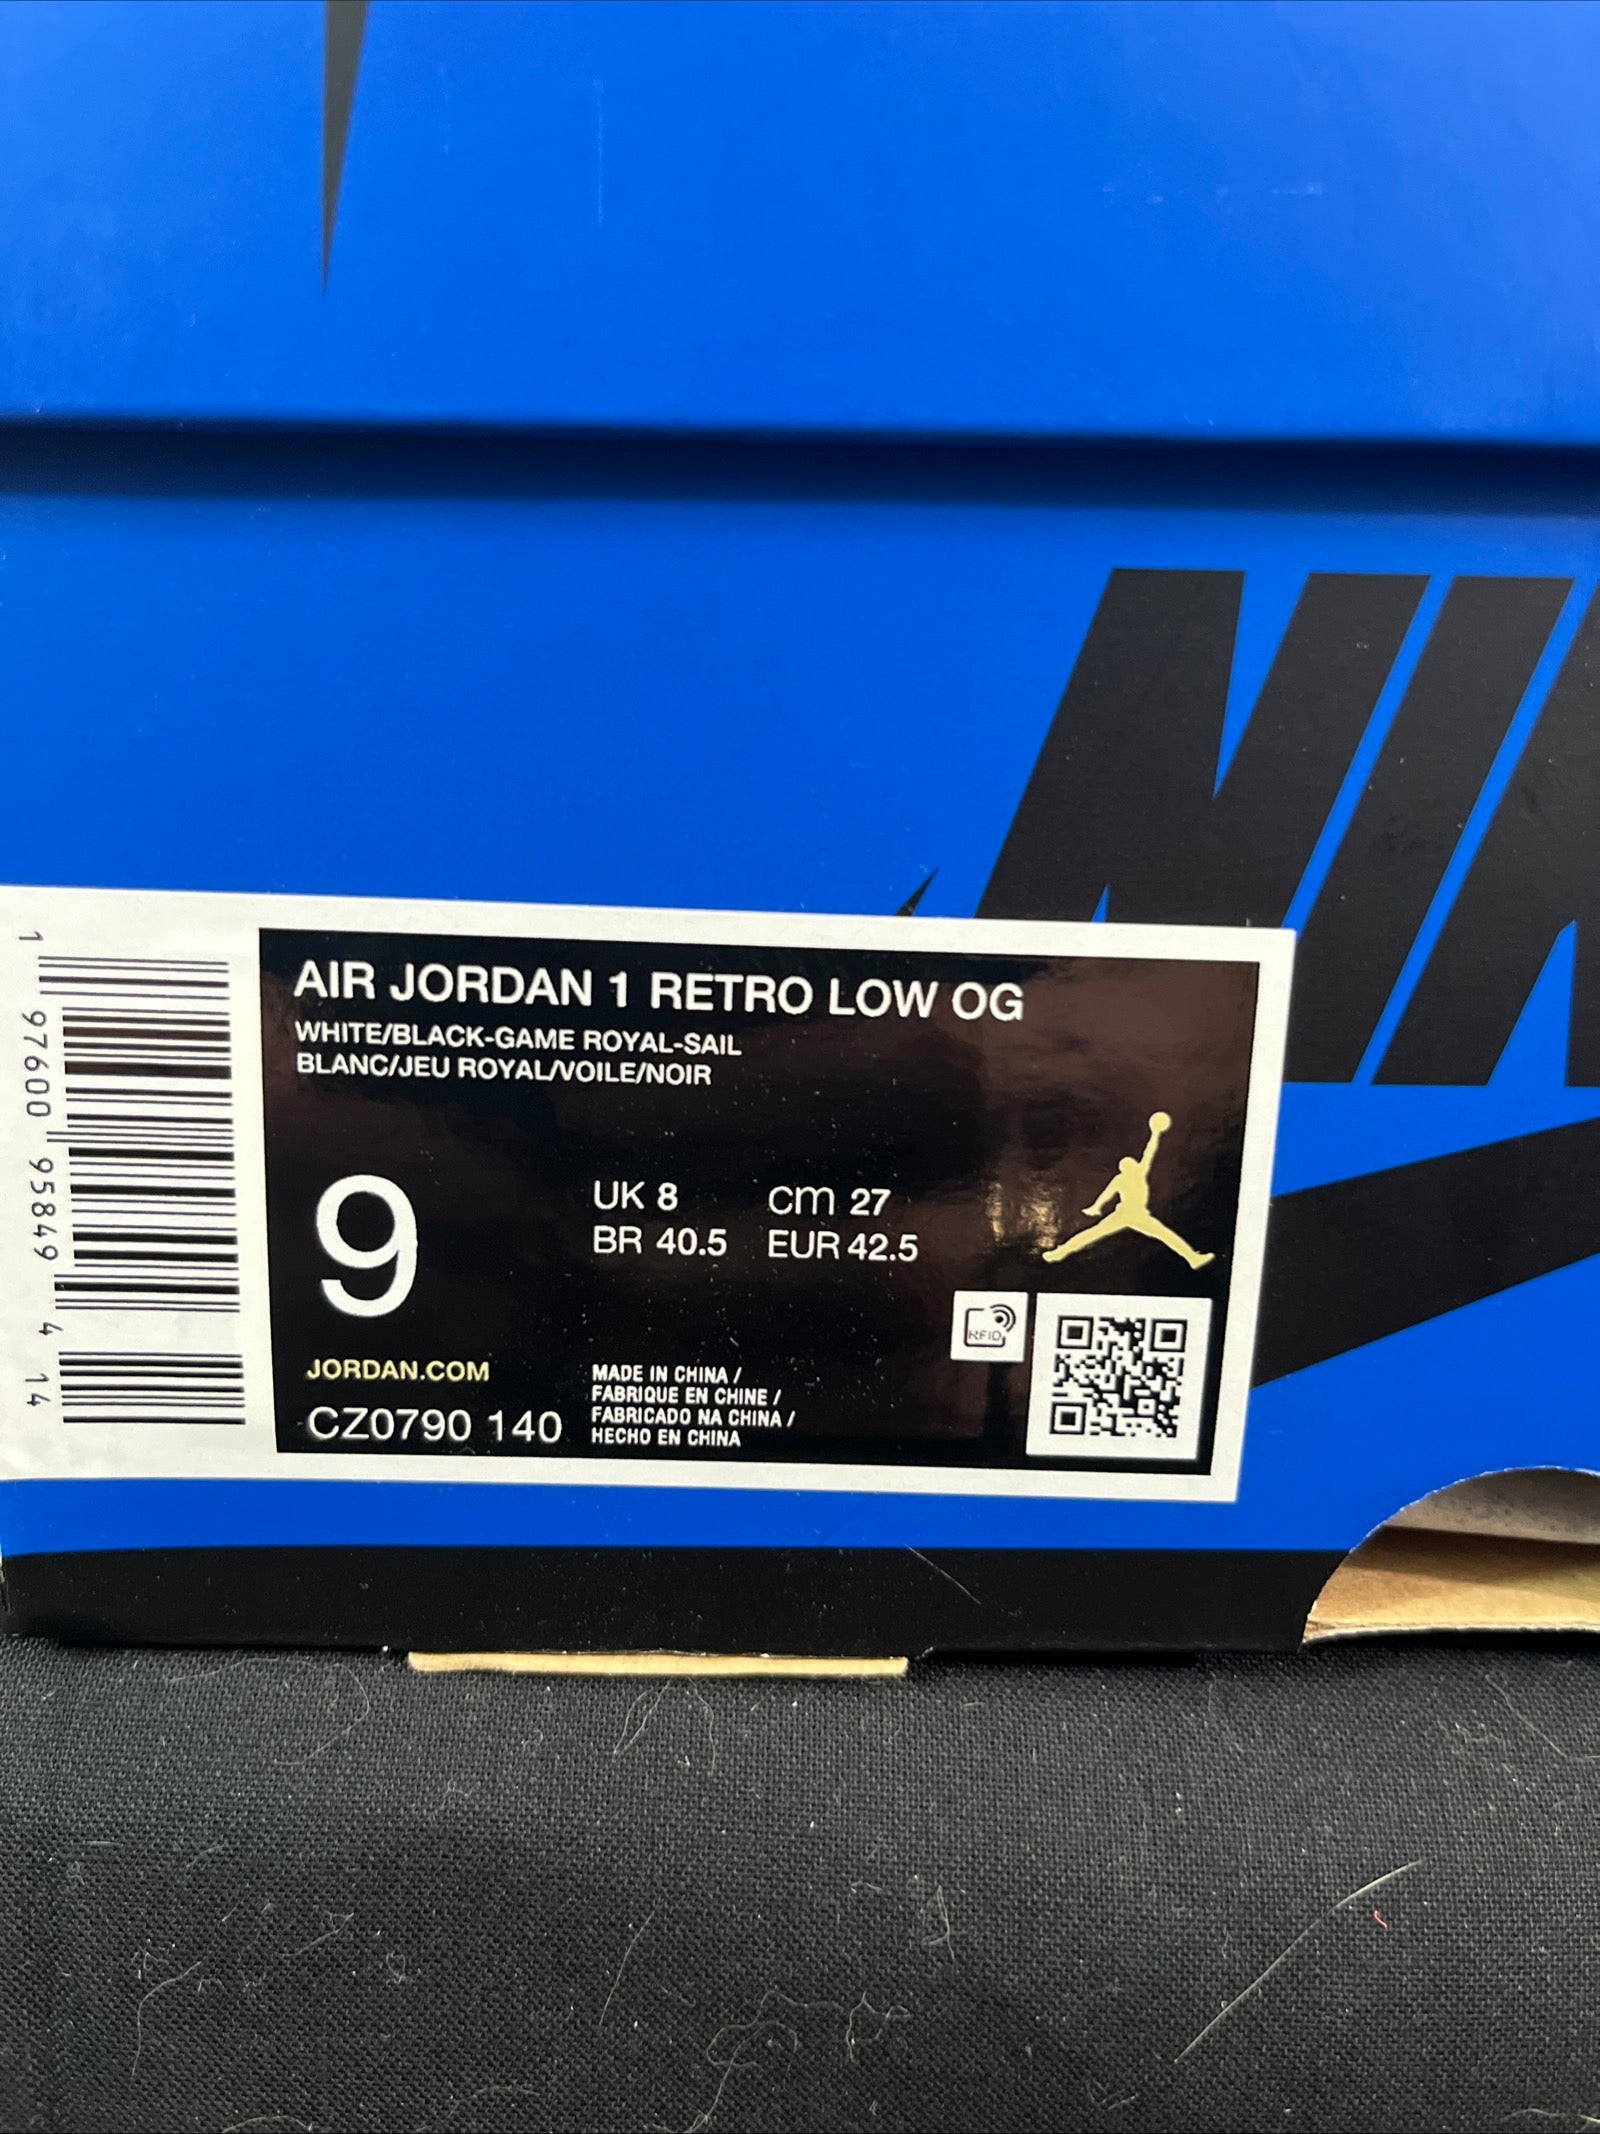 NIK
AIR JORDAN 1 RETRO LOW OG
WHITE/BLACK-GAME ROYAL-SAIL
BLANC/JEU ROYAL/VOILE/NOIR
9
UK 8 cm 27
BR 40.5 EUR 42.5
RFID
JORDAN.COM
CZ0790 140
MADE IN CHINA /
FABRIQUE EN CHINE /
FABRICADO NA CHINA /
HECHO EN CHINA
1 97600 95849 4 14